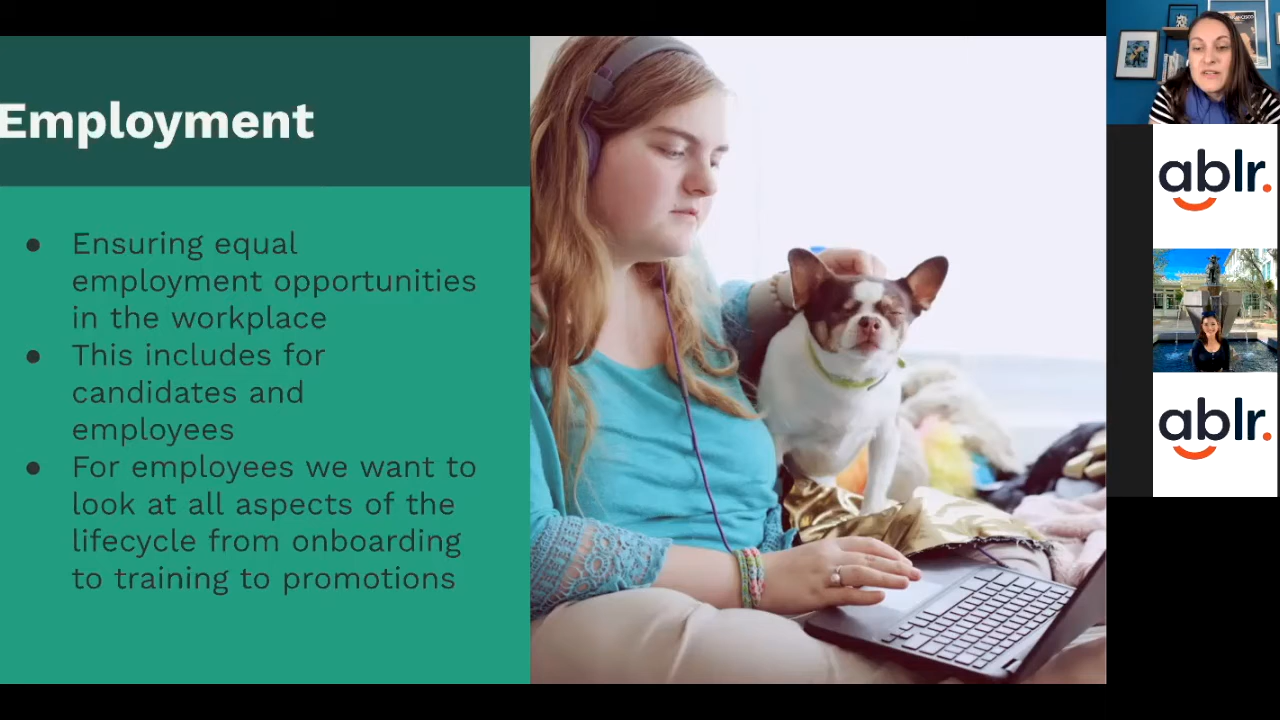 Employment
● Ensuring equal
employment opportunities
in the workplace
● This includes for
candidates and
employees
● For employees we want to
look at all aspects of the
lifecycle from onboarding
to training to promotions
ablr.
ablr.